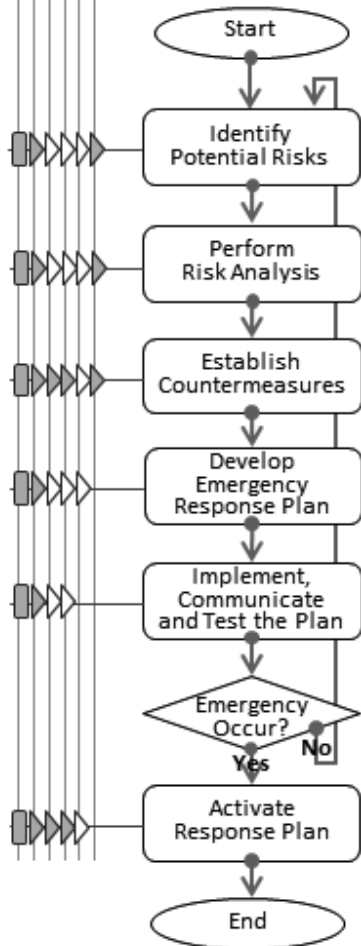 Start
Identify
Potential Risks
Perform
Risk Analysis
Establish
Countermeasures
Develop
Emergency
Response Plan
Implement,
Communicate
and Test the Plan
Emergency
Occur?
No
Yes
Activate
Response Plan
End